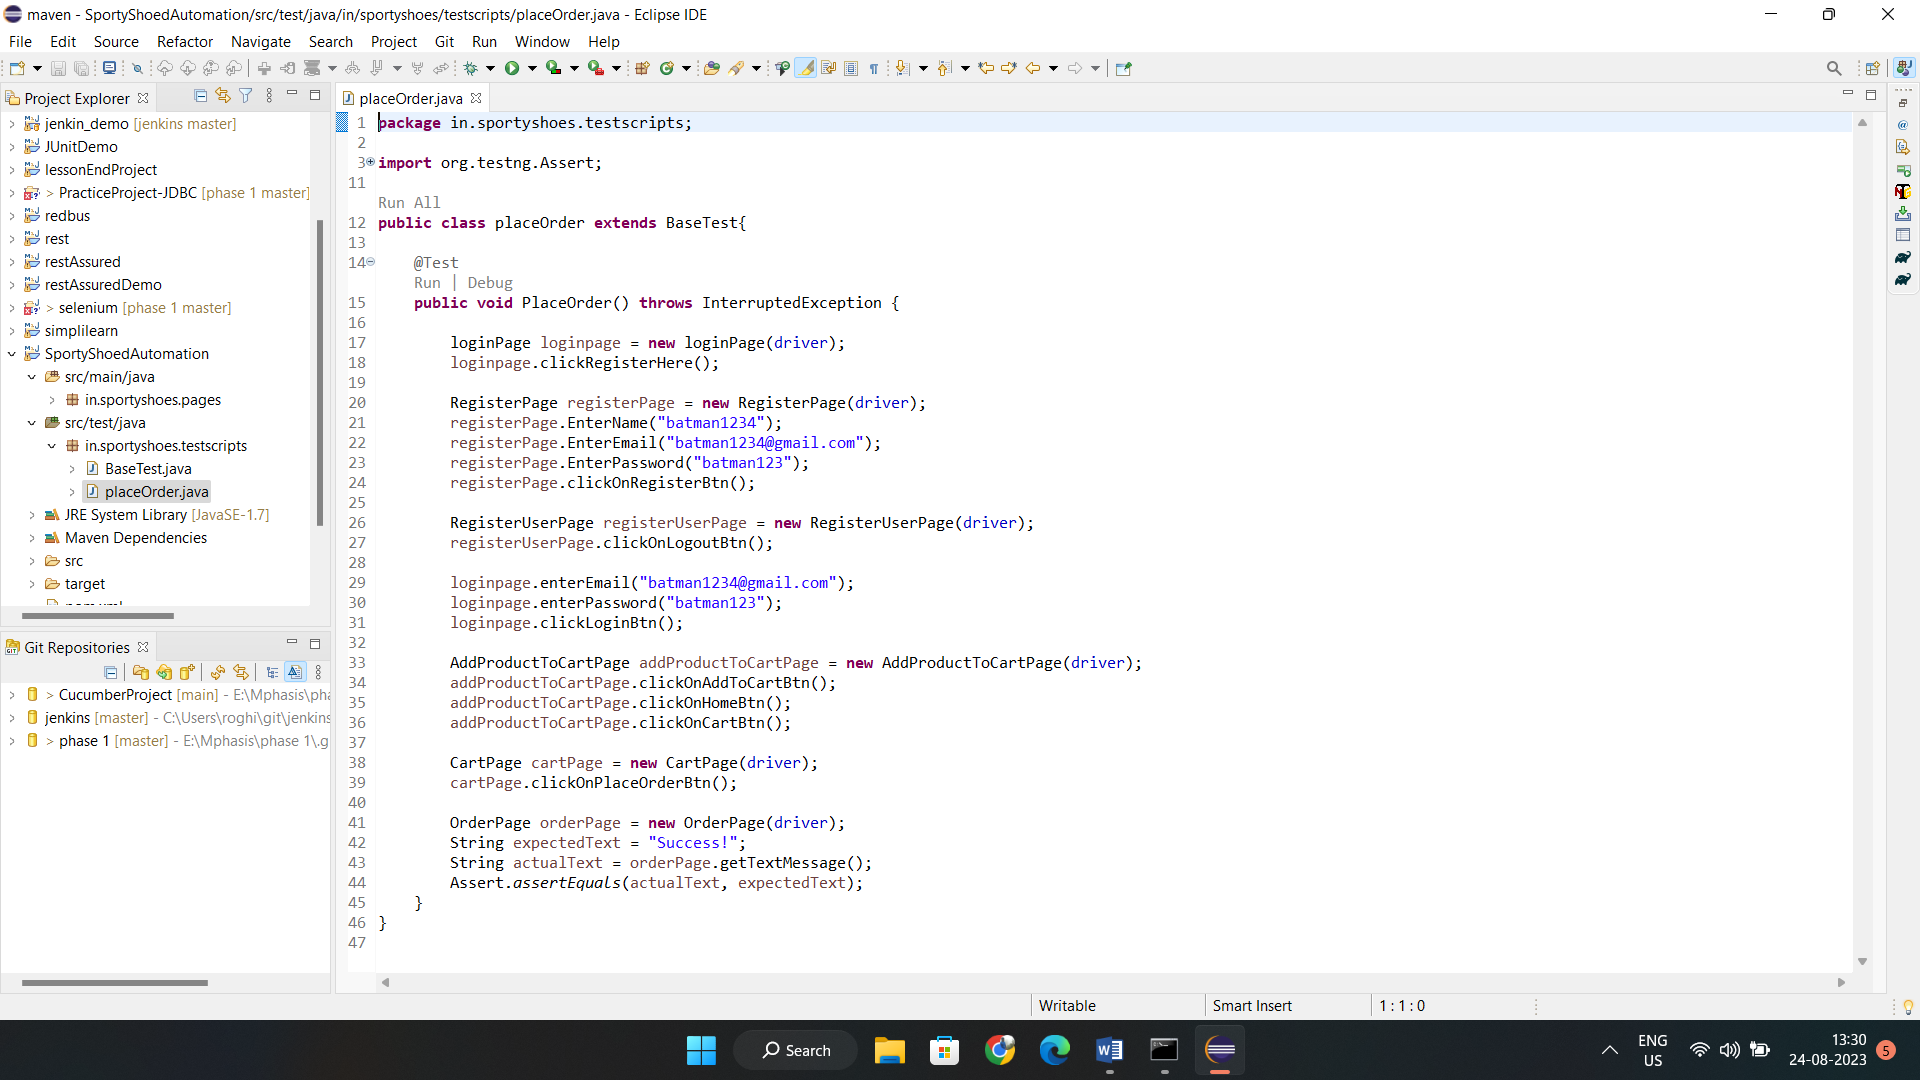 maven - SportyShoedAutomation/src/test/java/in/sportyshoes/testscripts/placeOrder.java - Eclipse IDE
File Edit Source Refactor Navigate Search Project Git Run Window Help
Project Explorer
jenkin_demo [jenkins master]
JUnitDemo
lessonEndProject
> PracticeProject-JDBC [phase 1 master]
redbus
rest
restAssured
restAssuredDemo
> selenium [phase 1 master]
simplilearn
SportyShoedAutomation
src/main/java
in.sportyshoes.pages
src/test/java
in.sportyshoes.testscripts
BaseTest.java
placeOrder.java
JRE System Library [JavaSE-1.7]
Maven Dependencies
src
target
Git Repositories
> CucumberProject [main] - E:\Mphasis\pha
jenkins [master] - C:\Users\roghi\git\jenkins
> phase 1 [master] - E:\Mphasis\phase 1\.g
placeOrder.java
1 package in.sportyshoes.testscripts;
2
3 import org.testng.Assert;
11
Run All
12 public class placeOrder extends BaseTest{
13
14 @Test
Run | Debug
15 public void PlaceOrder() throws InterruptedException {
16
17 loginPage loginpage = new loginPage(driver);
18 loginpage.clickRegisterHere();
19
20 RegisterPage registerPage = new RegisterPage(driver);
21 registerPage.EnterName("batman1234");
22 registerPage.EnterEmail("batman1234@gmail.com");
23 registerPage.EnterPassword("batman123");
24 registerPage.clickOnRegisterBtn();
25
26 RegisterUserPage registerUserPage = new RegisterUserPage(driver);
27 registerUserPage.clickOnLogoutBtn();
28
29 loginpage.enterEmail("batman1234@gmail.com");
30 loginpage.enterPassword("batman123");
31 loginpage.clickLoginBtn();
32
33 AddProductToCartPage addProductToCartPage = new AddProductToCartPage(driver);
34 addProductToCartPage.clickOnAddToCartBtn();
35 addProductToCartPage.clickOnHomeBtn();
36 addProductToCartPage.clickOnCartBtn();
37
38 CartPage cartPage = new CartPage(driver);
39 cartPage.clickOnPlaceOrderBtn();
40
41 OrderPage orderPage = new OrderPage(driver);
42 String expectedText = "Success!";
43 String actualText = orderPage.getTextMessage();
44 Assert.assertEquals(actualText, expectedText);
45 }
46 }
47
Writable Smart Insert 1 : 1 : 0
Search
ENG
US
13:30
24-08-2023
5